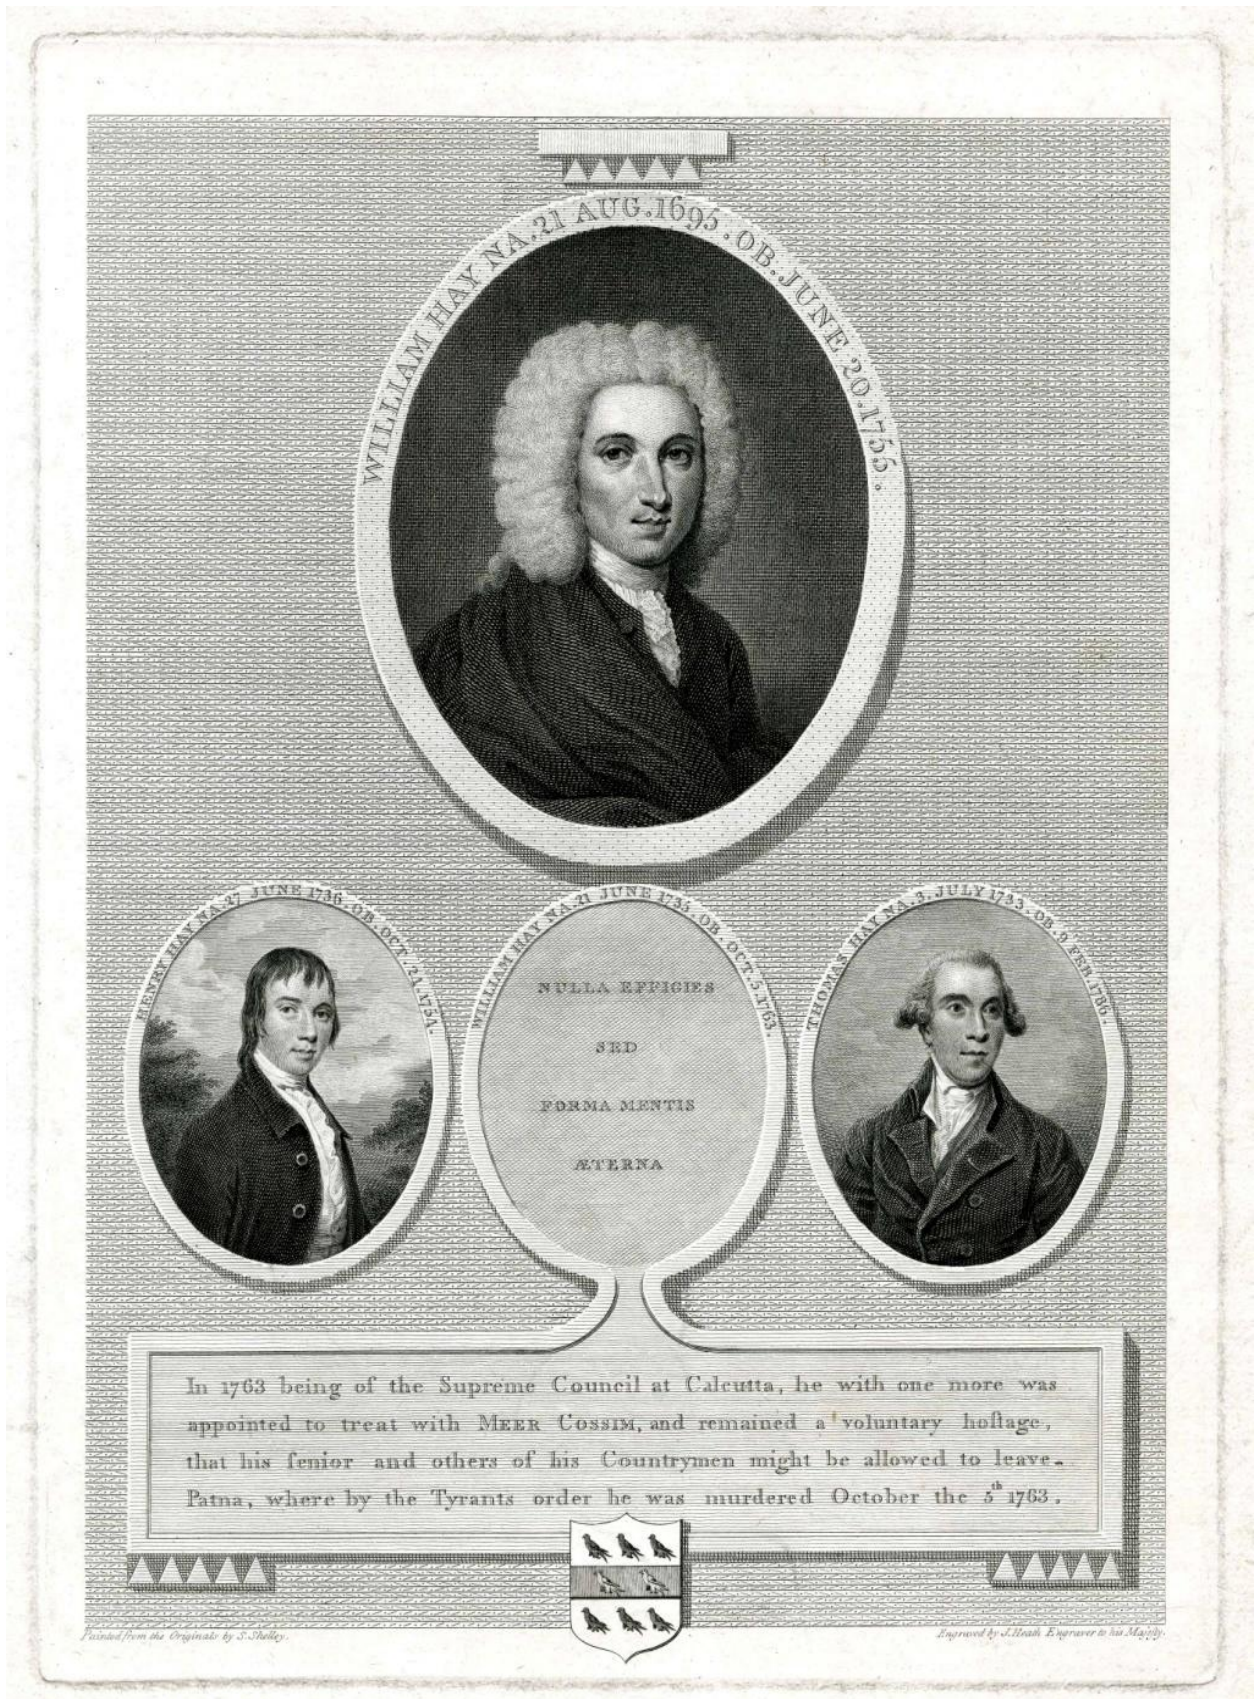 WILLIAM HAY NA. 21 AUG. 1695. OB. JUNE 20. 1755.
HENRY HAY NA. 27 JUNE 1736. OB. OCT. 24. 1754.
WILLIAM HAY NA. 21 JUNE 1735. OB. OCT. 5. 1763.
THOMAS HAY NA. 3. JULY 1733. OB. 9 FEB. 1786.
NULLA EFFIGIES
SED
FORMA MENTIS
ÆTERNA
In 1763 being of the Supreme Council at Calcutta, he with one more was
appointed to treat with MEER COSSIM, and remained a voluntary hoſtage,
that his ſenior and others of his Countrymen might be allowed to leave
Patna, where by the Tyrants order he was murdered October the 5th 1763.
Painted from the Originals by S. Shelley.
Engraved by J. Heath Engraver to his Majeſty.